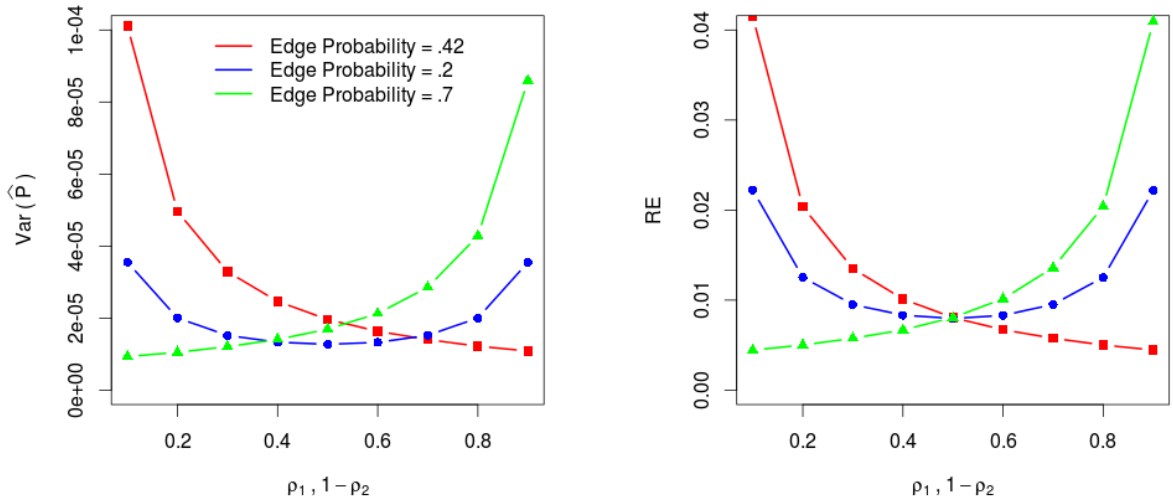 Var ( P̂ )
1e-04
8e-05
6e-05
4e-05
2e-05
0e+00
Edge Probability = .42
Edge Probability = .2
Edge Probability = .7
0.2 0.4 0.6 0.8
ρ₁ , 1 − ρ₂
RE
0.04
0.03
0.02
0.01
0.00
0.2 0.4 0.6 0.8
ρ₁ , 1 − ρ₂